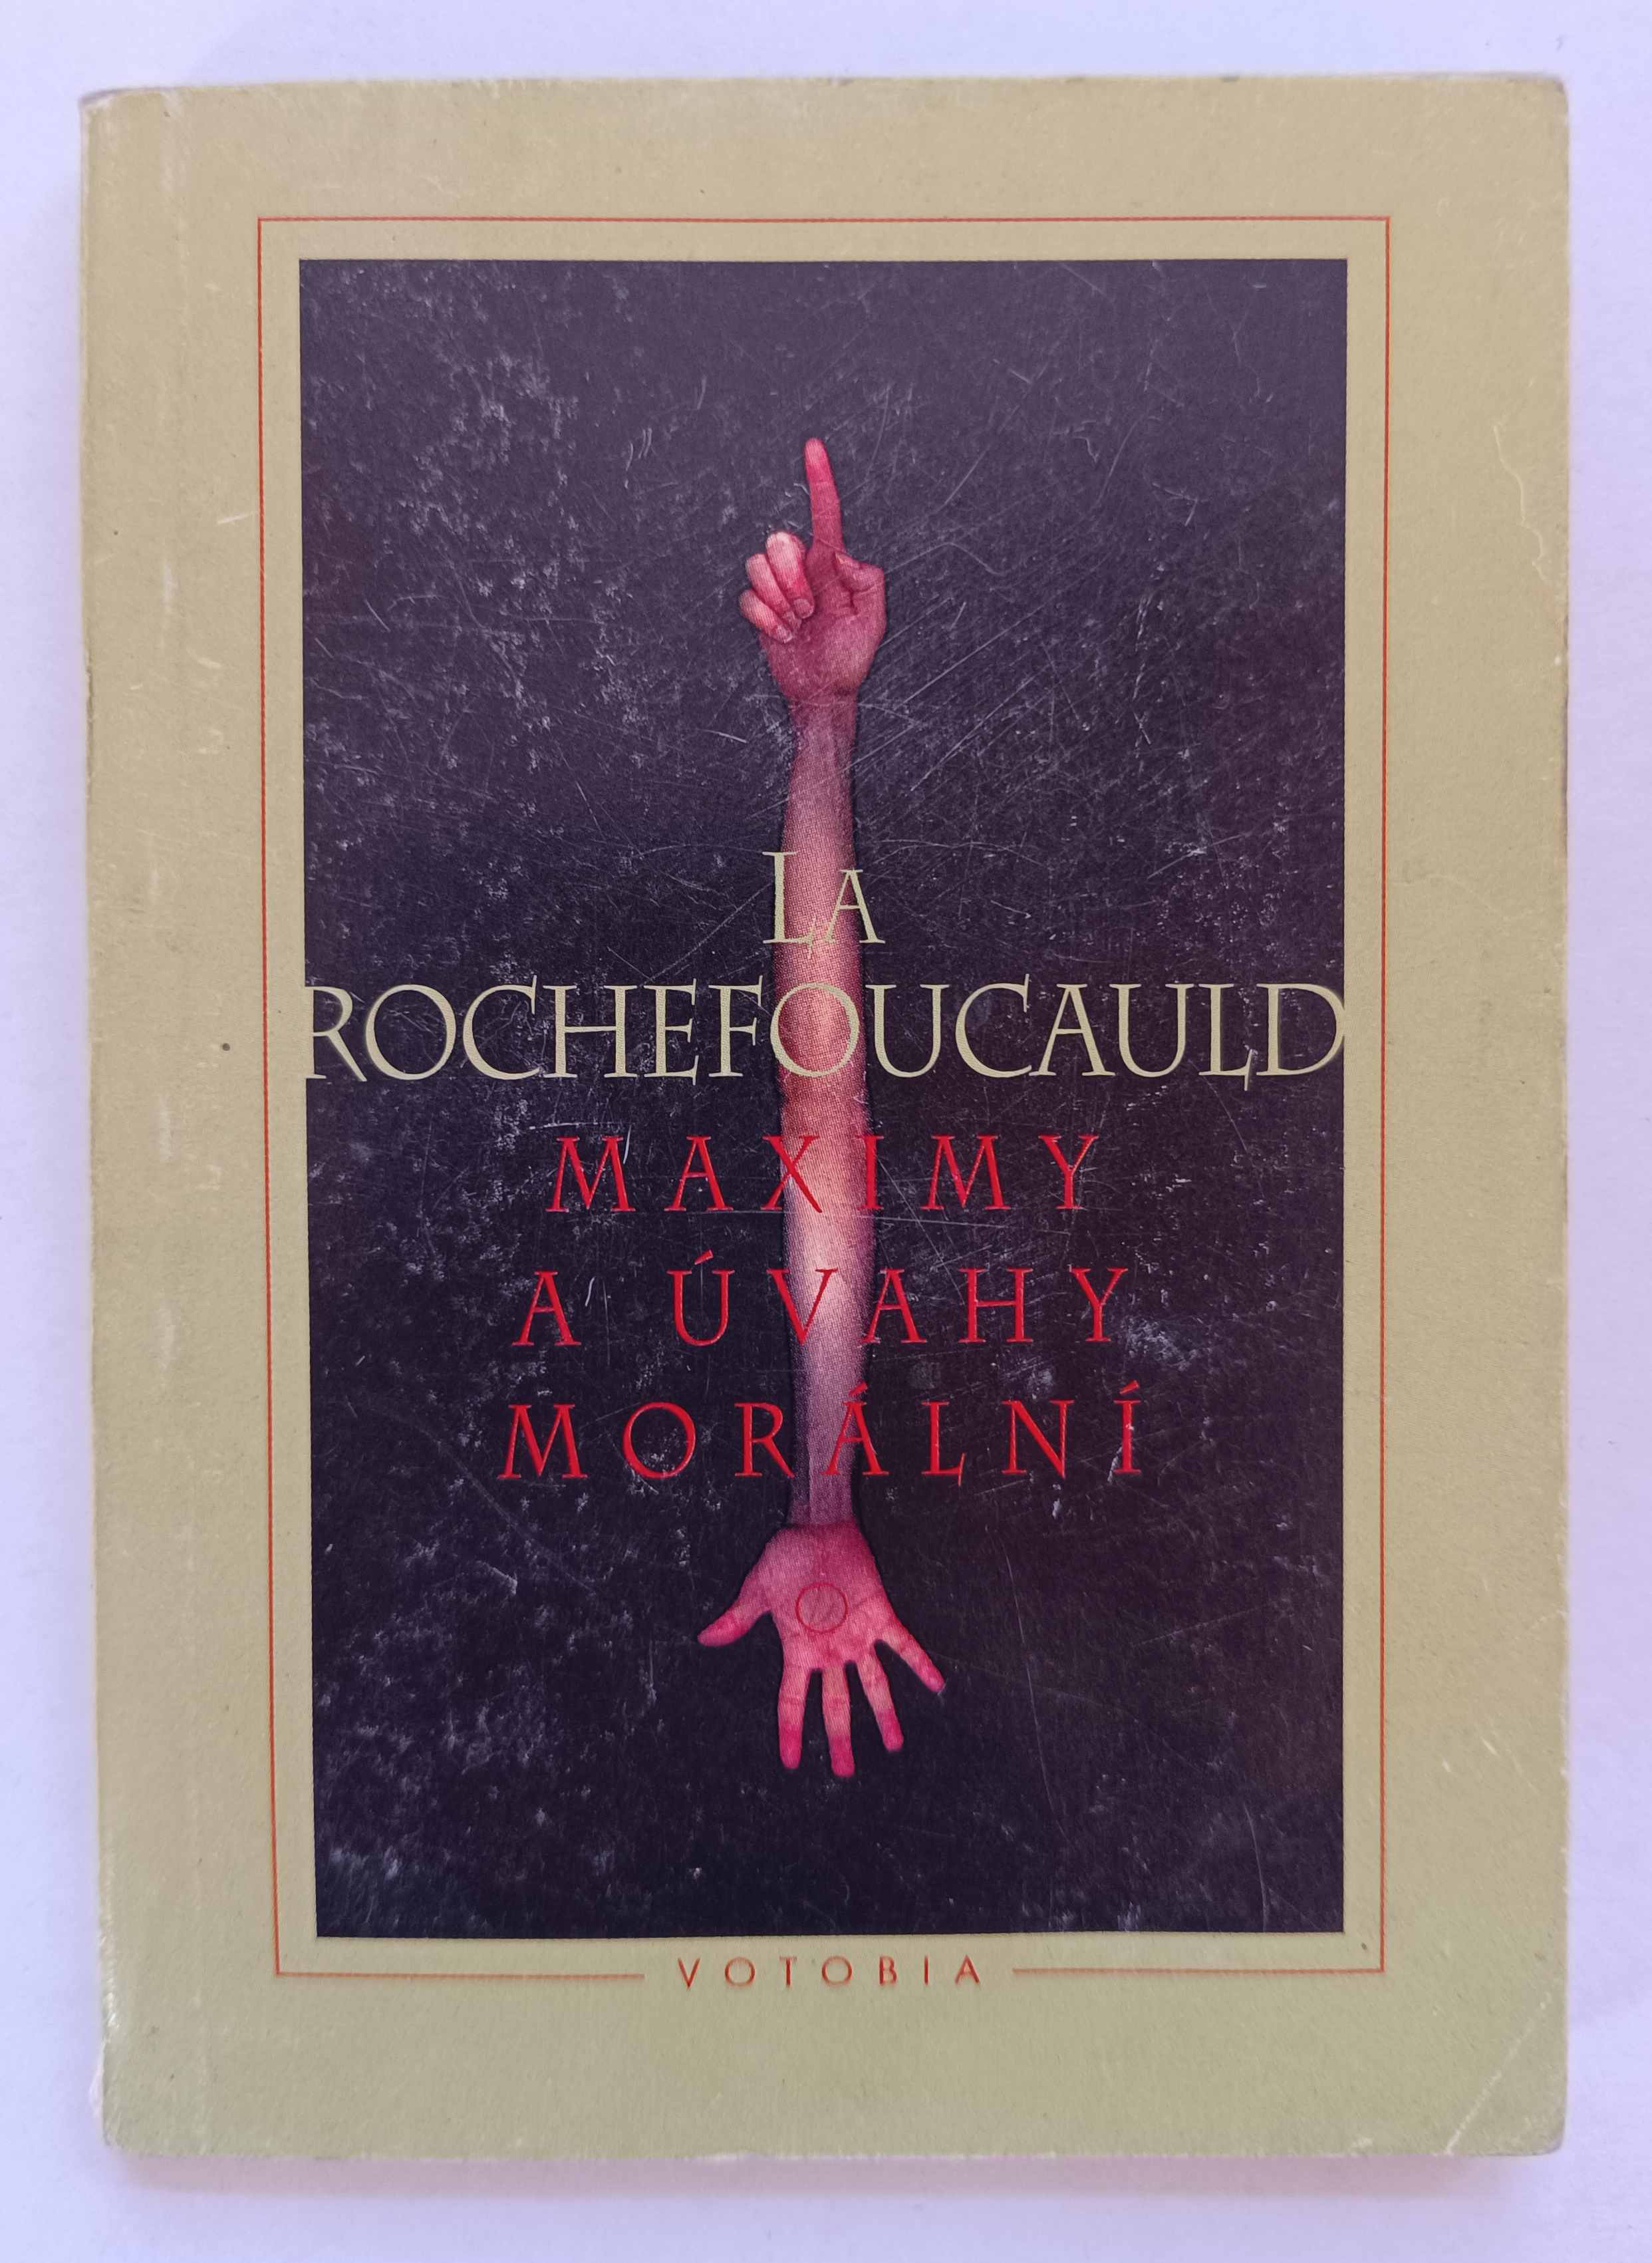 LA
ROCHEFOUCAULD
MAXIMY
A ÚVAHY
MORÁLNÍ
VOTOBIA